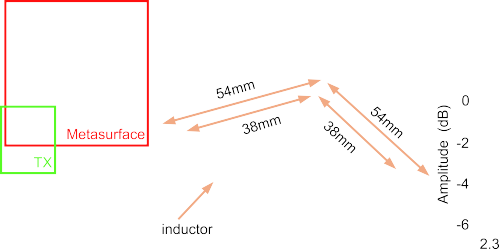 Metasurface
TX
54mm
38mm
54mm
38mm
inductor
Amplitude (dB)
0
-2
-4
-6
2.3